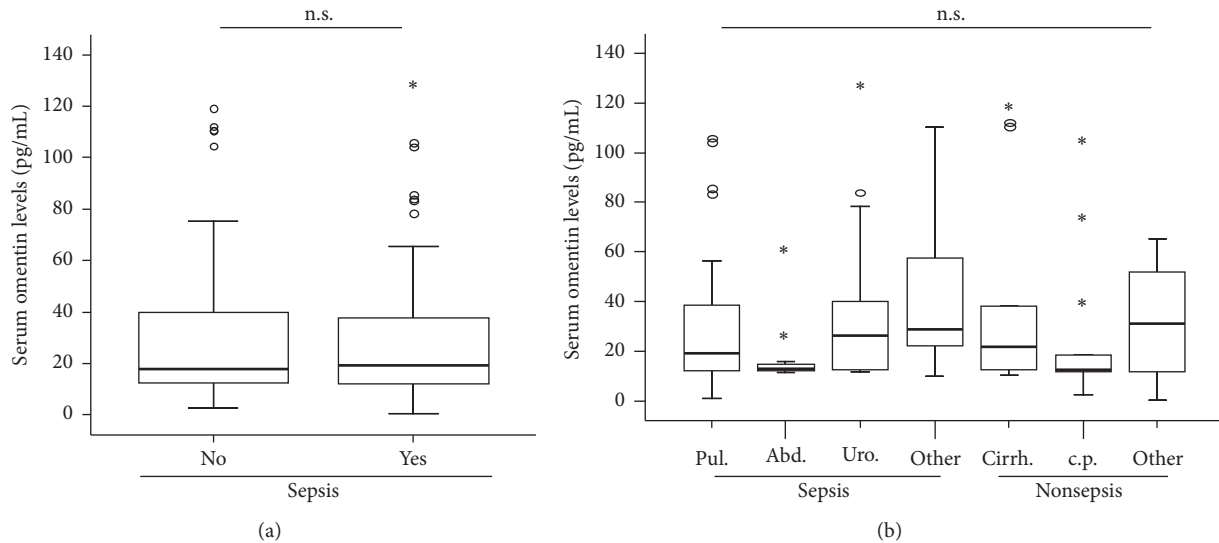 n.s.
140
120
100
80
60
40
20
0
Serum omentin levels (pg/mL)
*
No Yes
Sepsis
(a)
n.s.
140
120
100
80
60
40
20
0
Serum omentin levels (pg/mL)
*
*
*
*
*
*
*
Pul. Abd. Uro. Other Cirrh. c.p. Other
Sepsis Nonsepsis
(b)